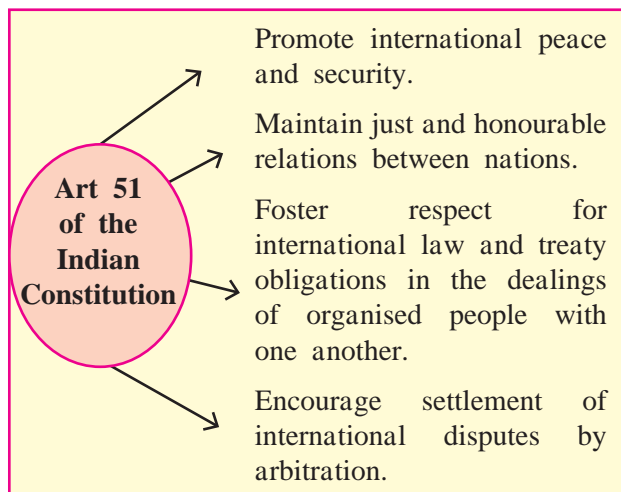 Promote international peace
and security.
Maintain just and honourable
relations between nations.
Art 51
of the
Indian
Constitution
Foster respect for
international law and treaty
obligations in the dealings
of organised people with
one another.
Encourage settlement of
international disputes by
arbitration.